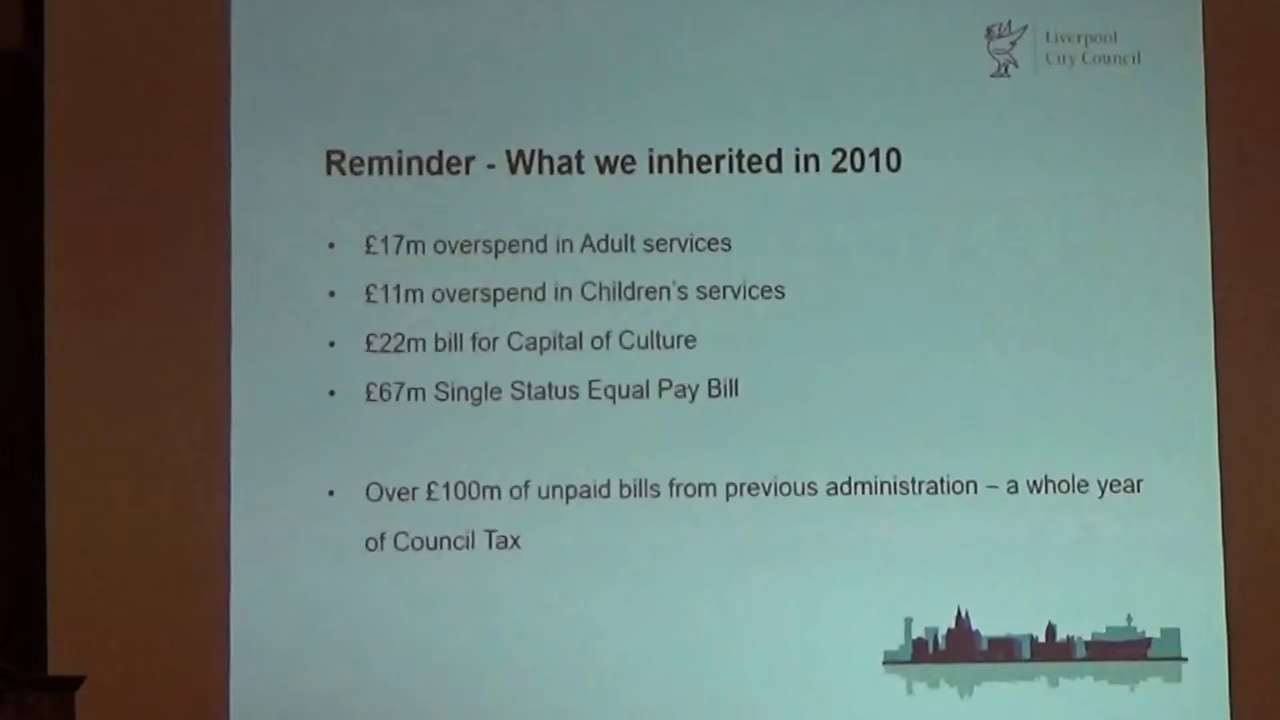 Liverpool
City Council
Reminder - What we inherited in 2010
• £17m overspend in Adult services
• £11m overspend in Children's services
• £22m bill for Capital of Culture
• £67m Single Status Equal Pay Bill
• Over £100m of unpaid bills from previous administration – a whole year
of Council Tax